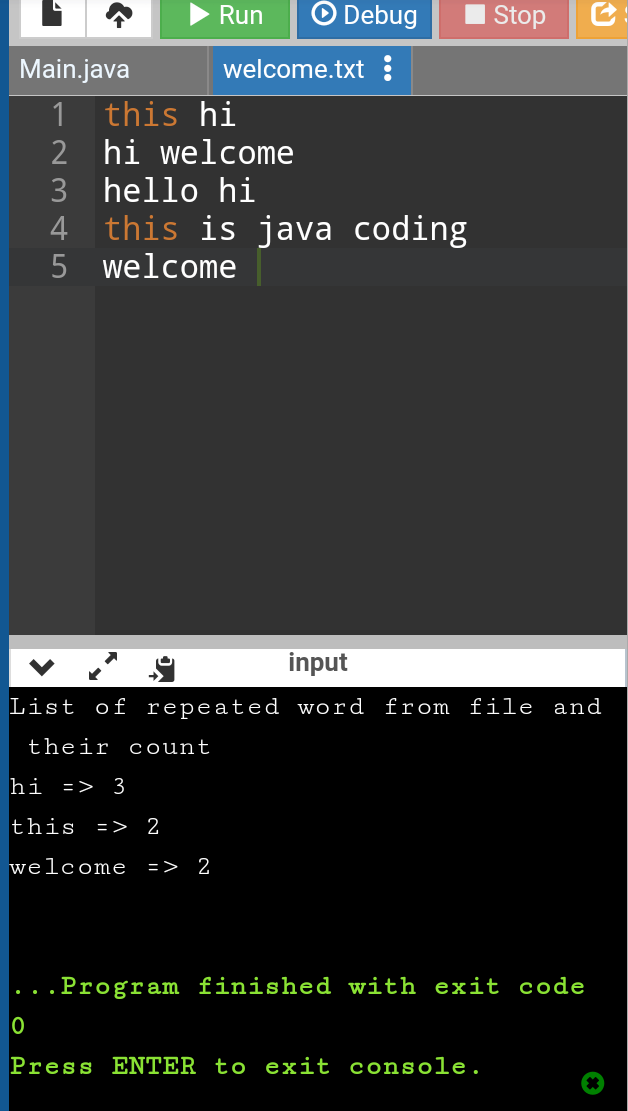 Run Debug Stop
Main.java welcome.txt
1 this hi
2 hi welcome
3 hello hi
4 this is java coding
5 welcome
input
List of repeated word from file and
their count
hi => 3
this => 2
welcome => 2
...Program finished with exit code
0
Press ENTER to exit console.